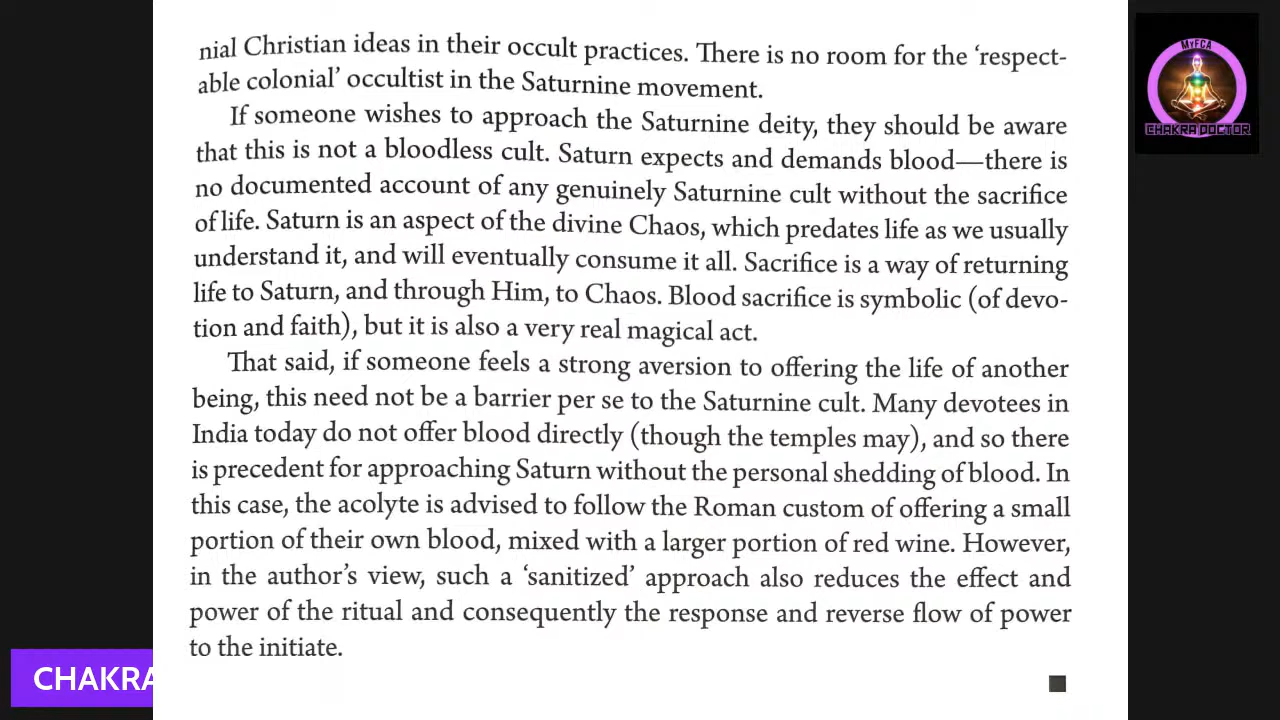 nial Christian ideas in their occult practices. There is no room for the ‘respect-
able colonial’ occultist in the Saturnine movement.
If someone wishes to approach the Saturnine deity, they should be aware
that this is not a bloodless cult. Saturn expects and demands blood—there is
no documented account of any genuinely Saturnine cult without the sacrifice
of life. Saturn is an aspect of the divine Chaos, which predates life as we usually
understand it, and will eventually consume it all. Sacrifice is a way of returning
life to Saturn, and through Him, to Chaos. Blood sacrifice is symbolic (of devo-
tion and faith), but it is also a very real magical act.
That said, if someone feels a strong aversion to offering the life of another
being, this need not be a barrier per se to the Saturnine cult. Many devotees in
India today do not offer blood directly (though the temples may), and so there
is precedent for approaching Saturn without the personal shedding of blood. In
this case, the acolyte is advised to follow the Roman custom of offering a small
portion of their own blood, mixed with a larger portion of red wine. However,
in the author’s view, such a ‘sanitized’ approach also reduces the effect and
power of the ritual and consequently the response and reverse flow of power
to the initiate.
MYFCA
CHAKRA DOCTOR
CHAKRA